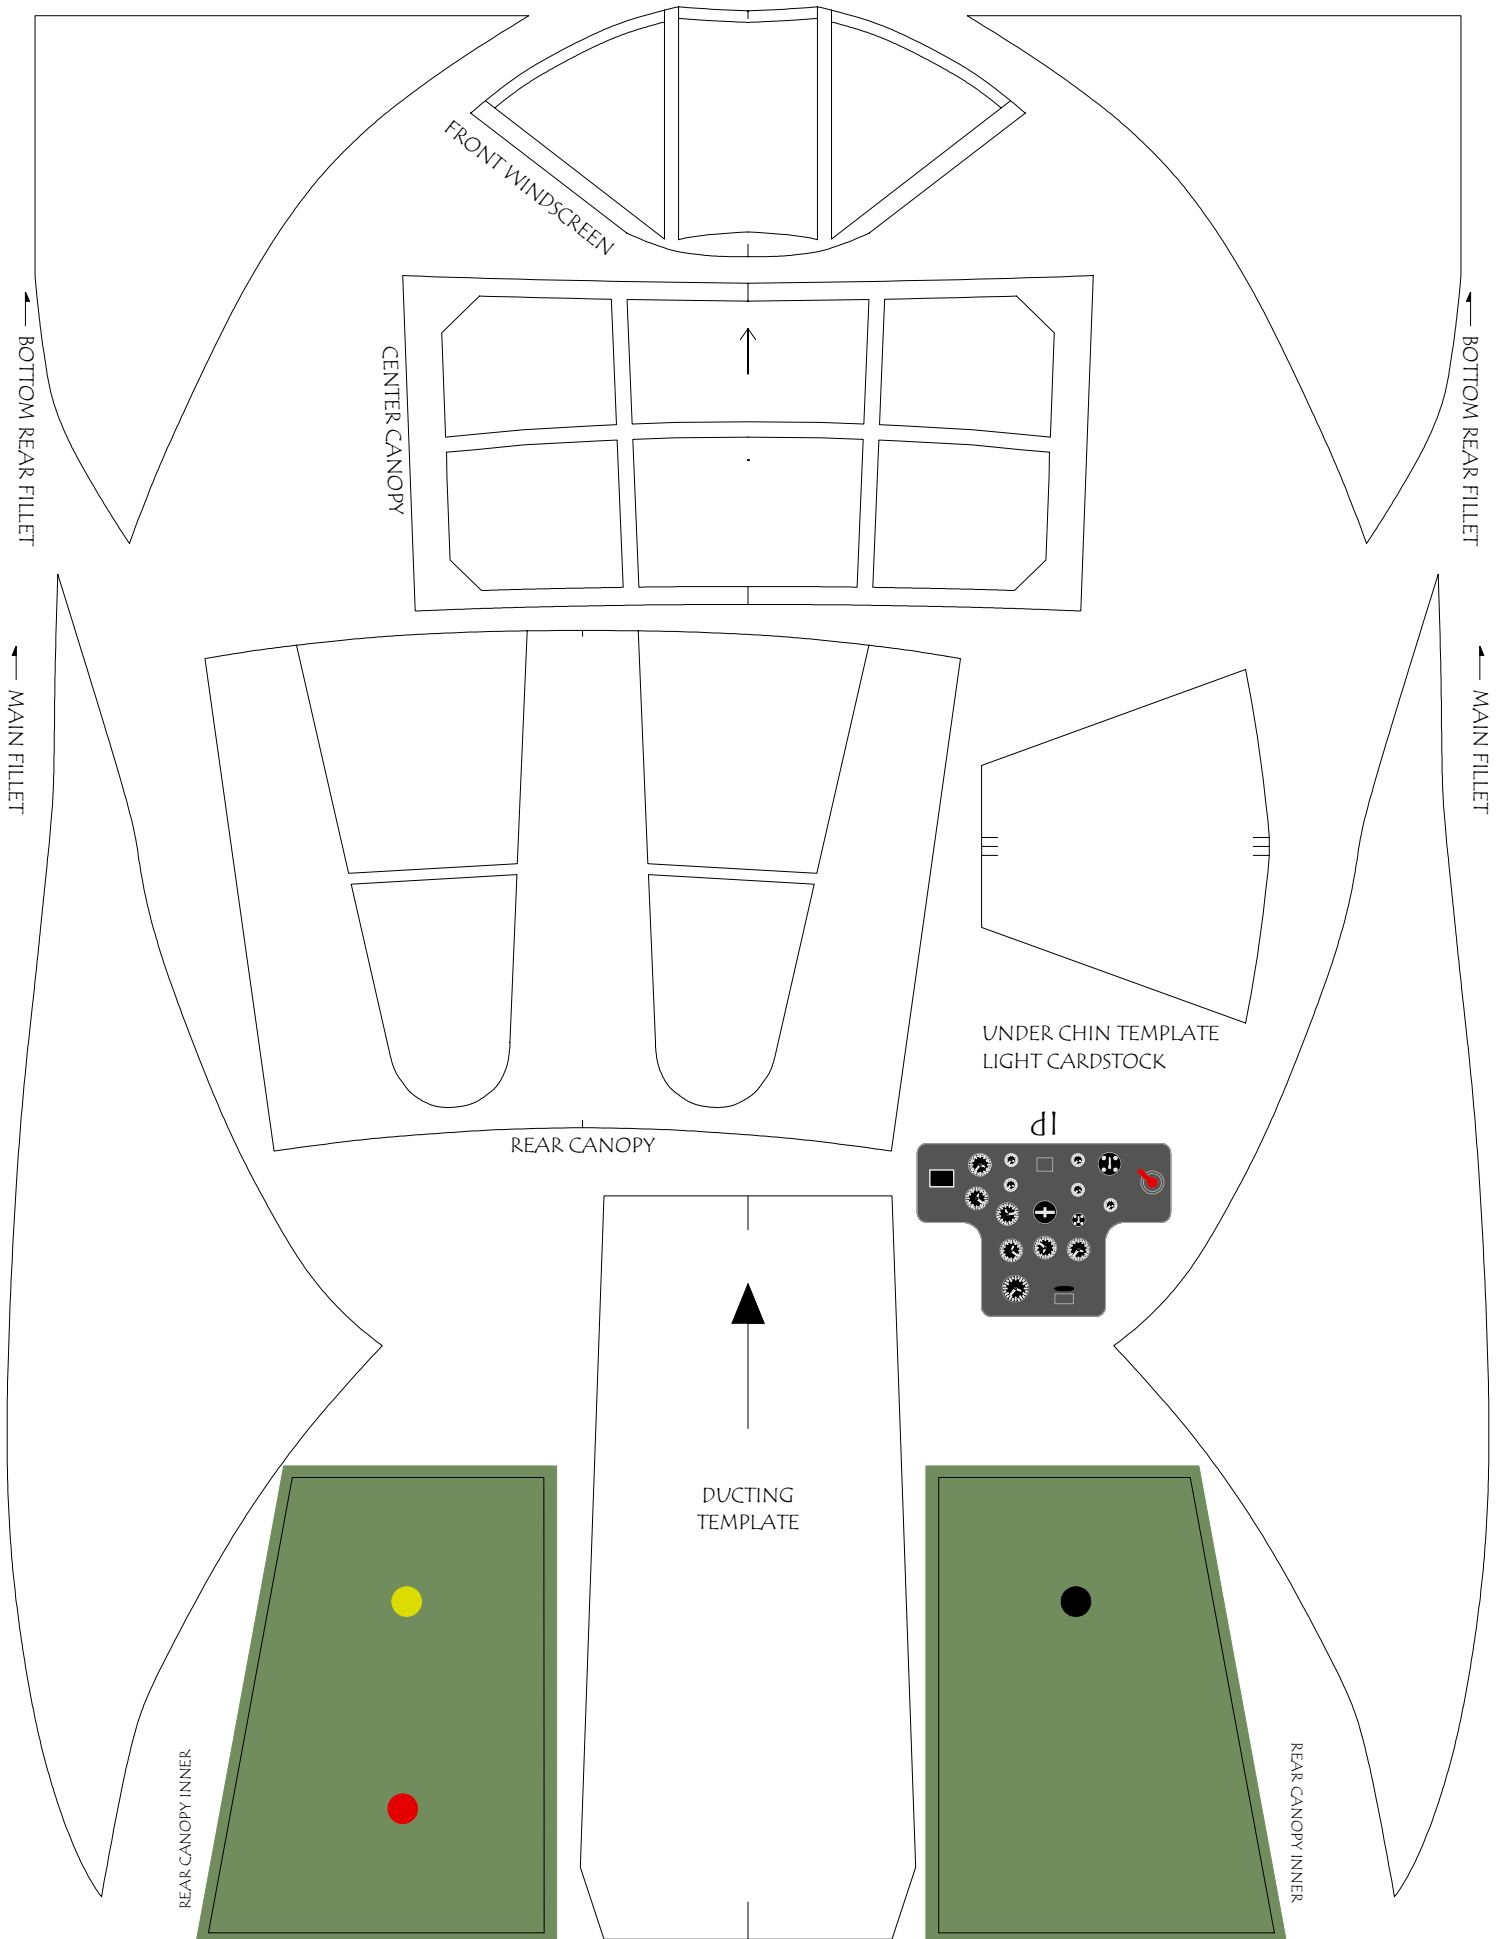 FRONT WINDSCREEN
BOTTOM REAR FILLET
CENTER CANOPY
BOTTOM REAR FILLET
MAIN FILLET
MAIN FILLET
UNDER CHIN TEMPLATE
LIGHT CARDSTOCK
dI
REAR CANOPY
DUCTING
TEMPLATE
REAR CANOPY INNER
REAR CANOPY INNER